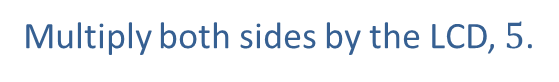 Multiply both sides by the LCD, 5.